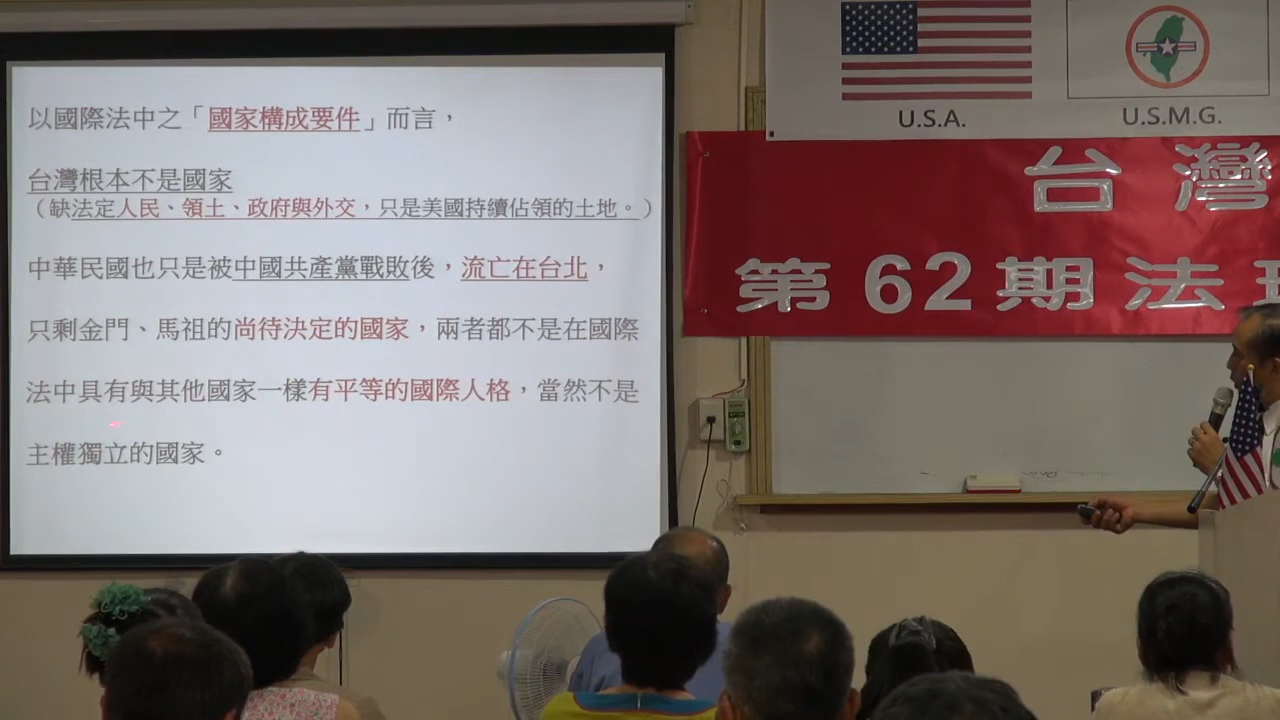 以國際法中之「國家構成要件」而言，
台灣根本不是國家
（缺法定人民、領土、政府與外交，只是美國持續佔領的土地。）
中華民國也只是被中國共產黨戰敗後，流亡在台北，
只剩金門、馬祖的尚待決定的國家，兩者都不是在國際
法中具有與其他國家一樣有平等的國際人格，當然不是
主權獨立的國家。
U.S.A.
U.S.M.G.
台灣
第62期法理